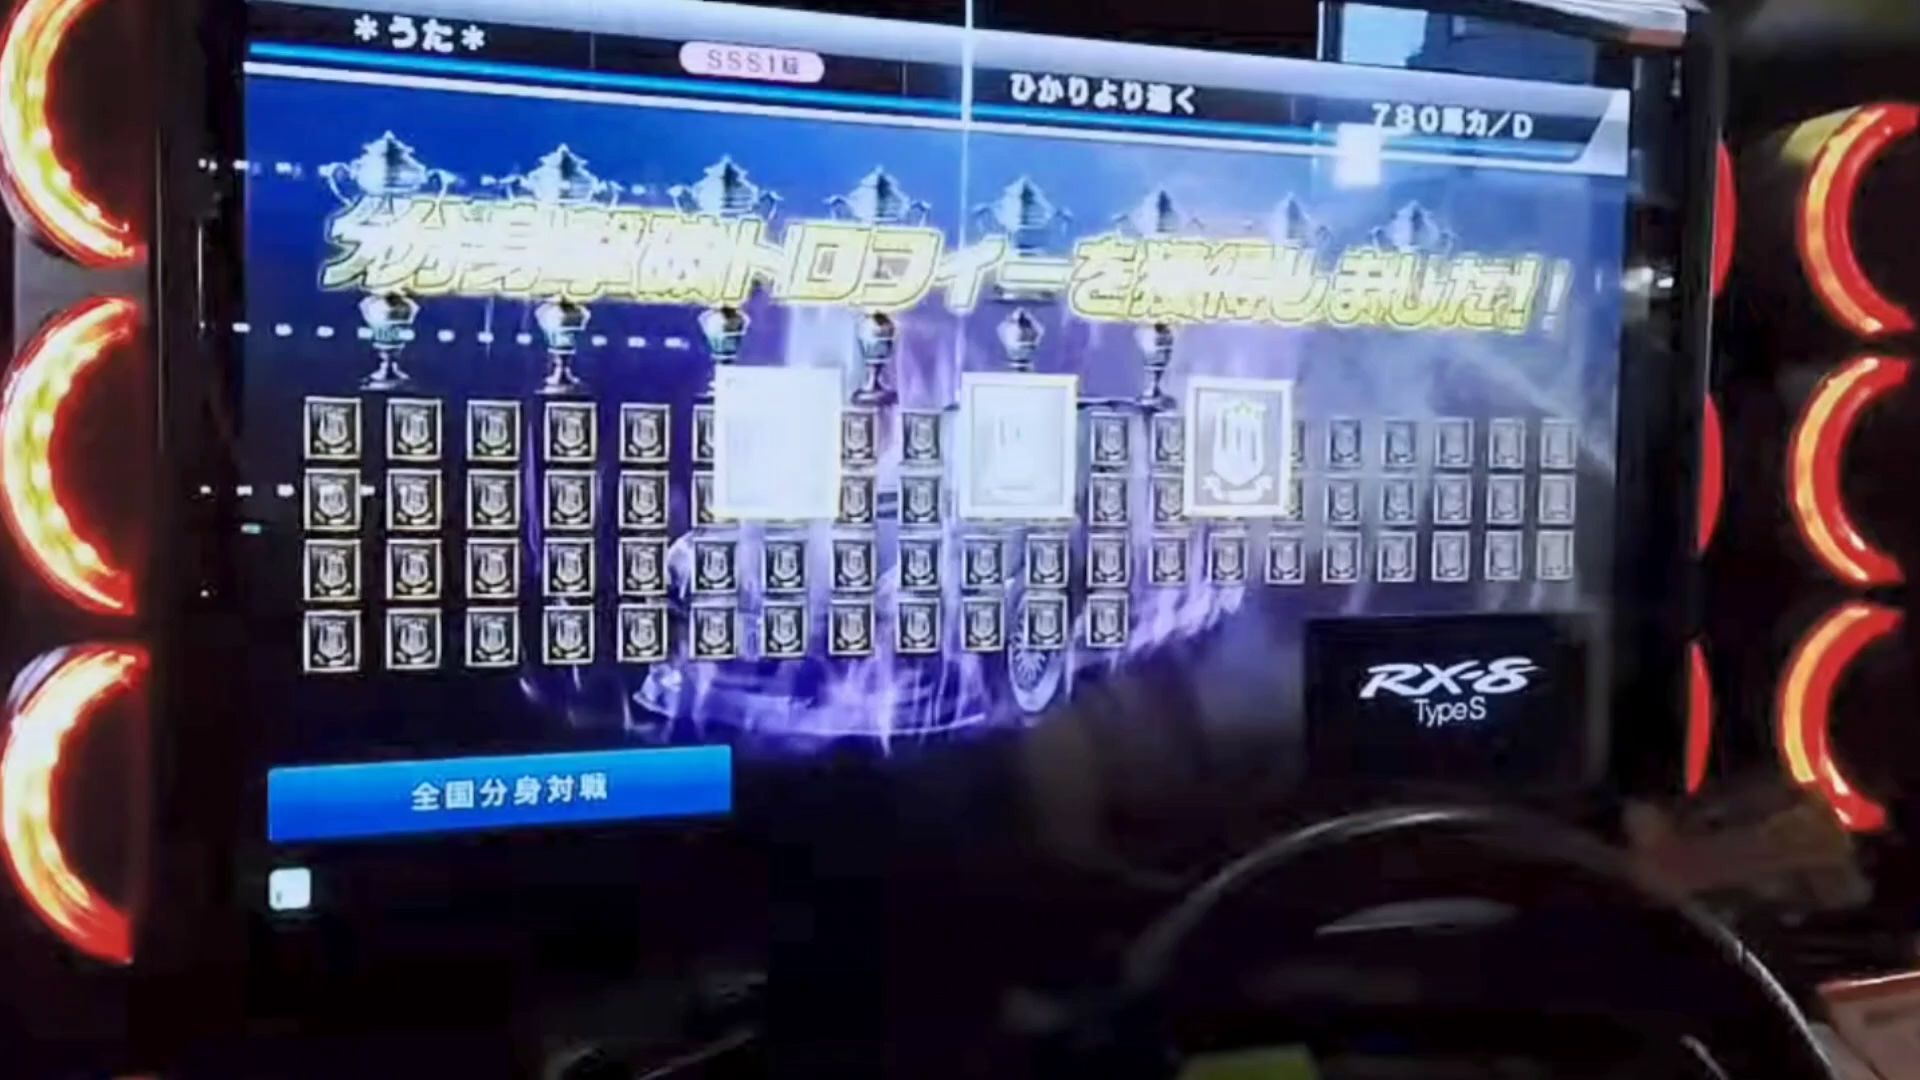 *うた*
SSS1級
ひかりより速く
780馬力/D
分身撃破トロフィーを獲得しました!!
RX-8
Type S
全国分身対戦